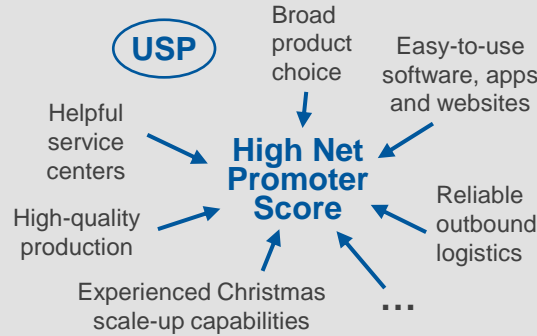 USP
Broad
product
choice
Easy-to-use
software, apps
and websites
Helpful
service
centers
High Net
Promoter
Score
High-quality
production
Reliable
outbound
logistics
Experienced Christmas
scale-up capabilities
...